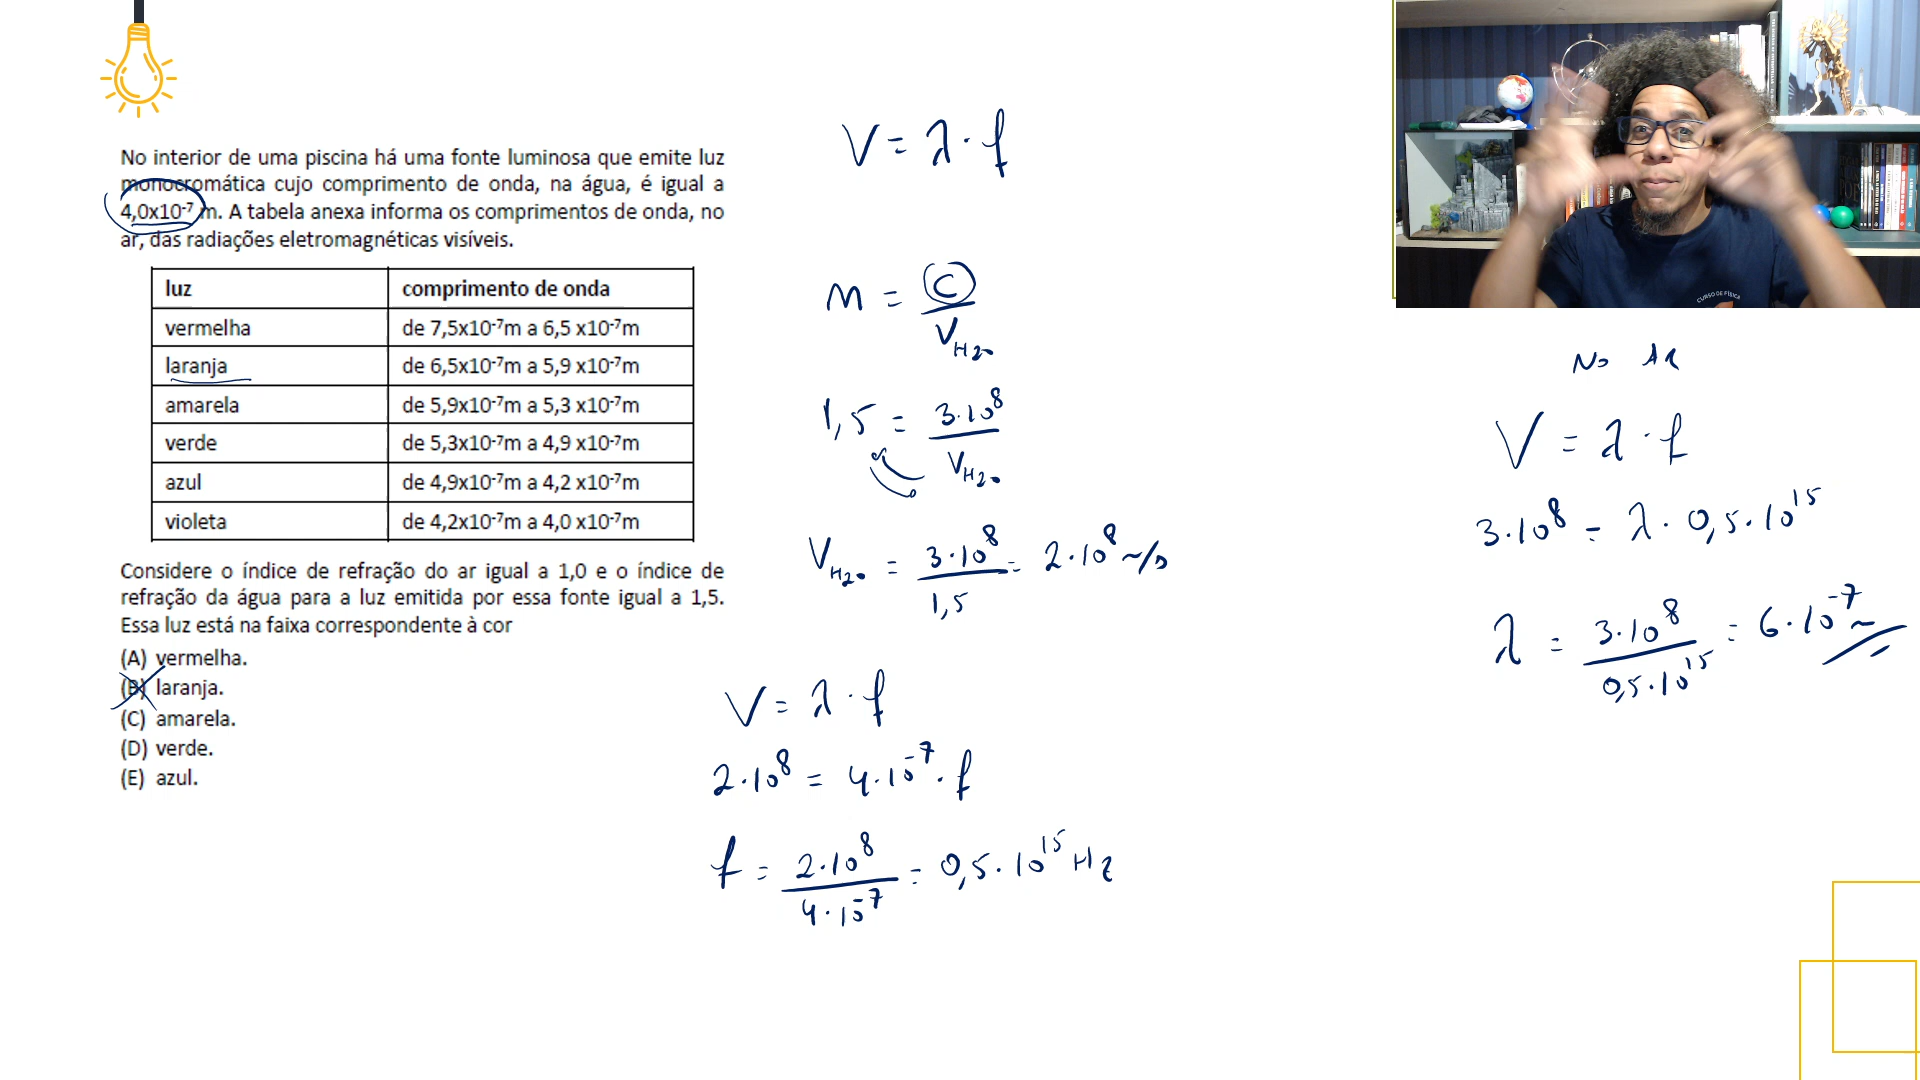 No interior de uma piscina há uma fonte luminosa que emite luz
monocromática cujo comprimento de onda, na água, é igual a
4,0x10⁻⁷ m. A tabela anexa informa os comprimentos de onda, no
ar, das radiações eletromagnéticas visíveis.
luz comprimento de onda
vermelha de 7,5x10⁻⁷m a 6,5 x10⁻⁷m
laranja de 6,5x10⁻⁷m a 5,9 x10⁻⁷m
amarela de 5,9x10⁻⁷m a 5,3 x10⁻⁷m
verde de 5,3x10⁻⁷m a 4,9 x10⁻⁷m
azul de 4,9x10⁻⁷m a 4,2 x10⁻⁷m
violeta de 4,2x10⁻⁷m a 4,0 x10⁻⁷m
Considere o índice de refração do ar igual a 1,0 e o índice de
refração da água para a luz emitida por essa fonte igual a 1,5.
Essa luz está na faixa correspondente à cor
(A) vermelha.
(B) laranja.
(C) amarela.
(D) verde.
(E) azul.
V = λ · f
n = C / V_H₂O
1,5 = 3·10⁸ / V_H₂O
V_H₂O = 3·10⁸ / 1,5 = 2·10⁸ m/s
V = λ · f
2·10⁸ = 4·10⁻⁷ · f
f = 2·10⁸ / 4·10⁻⁷ = 0,5·10¹⁵ Hz
No AR
V = λ · f
3·10⁸ = λ · 0,5·10¹⁵
λ = 3·10⁸ / 0,5·10¹⁵ = 6·10⁻⁷ m
CURSO DE FÍSICA